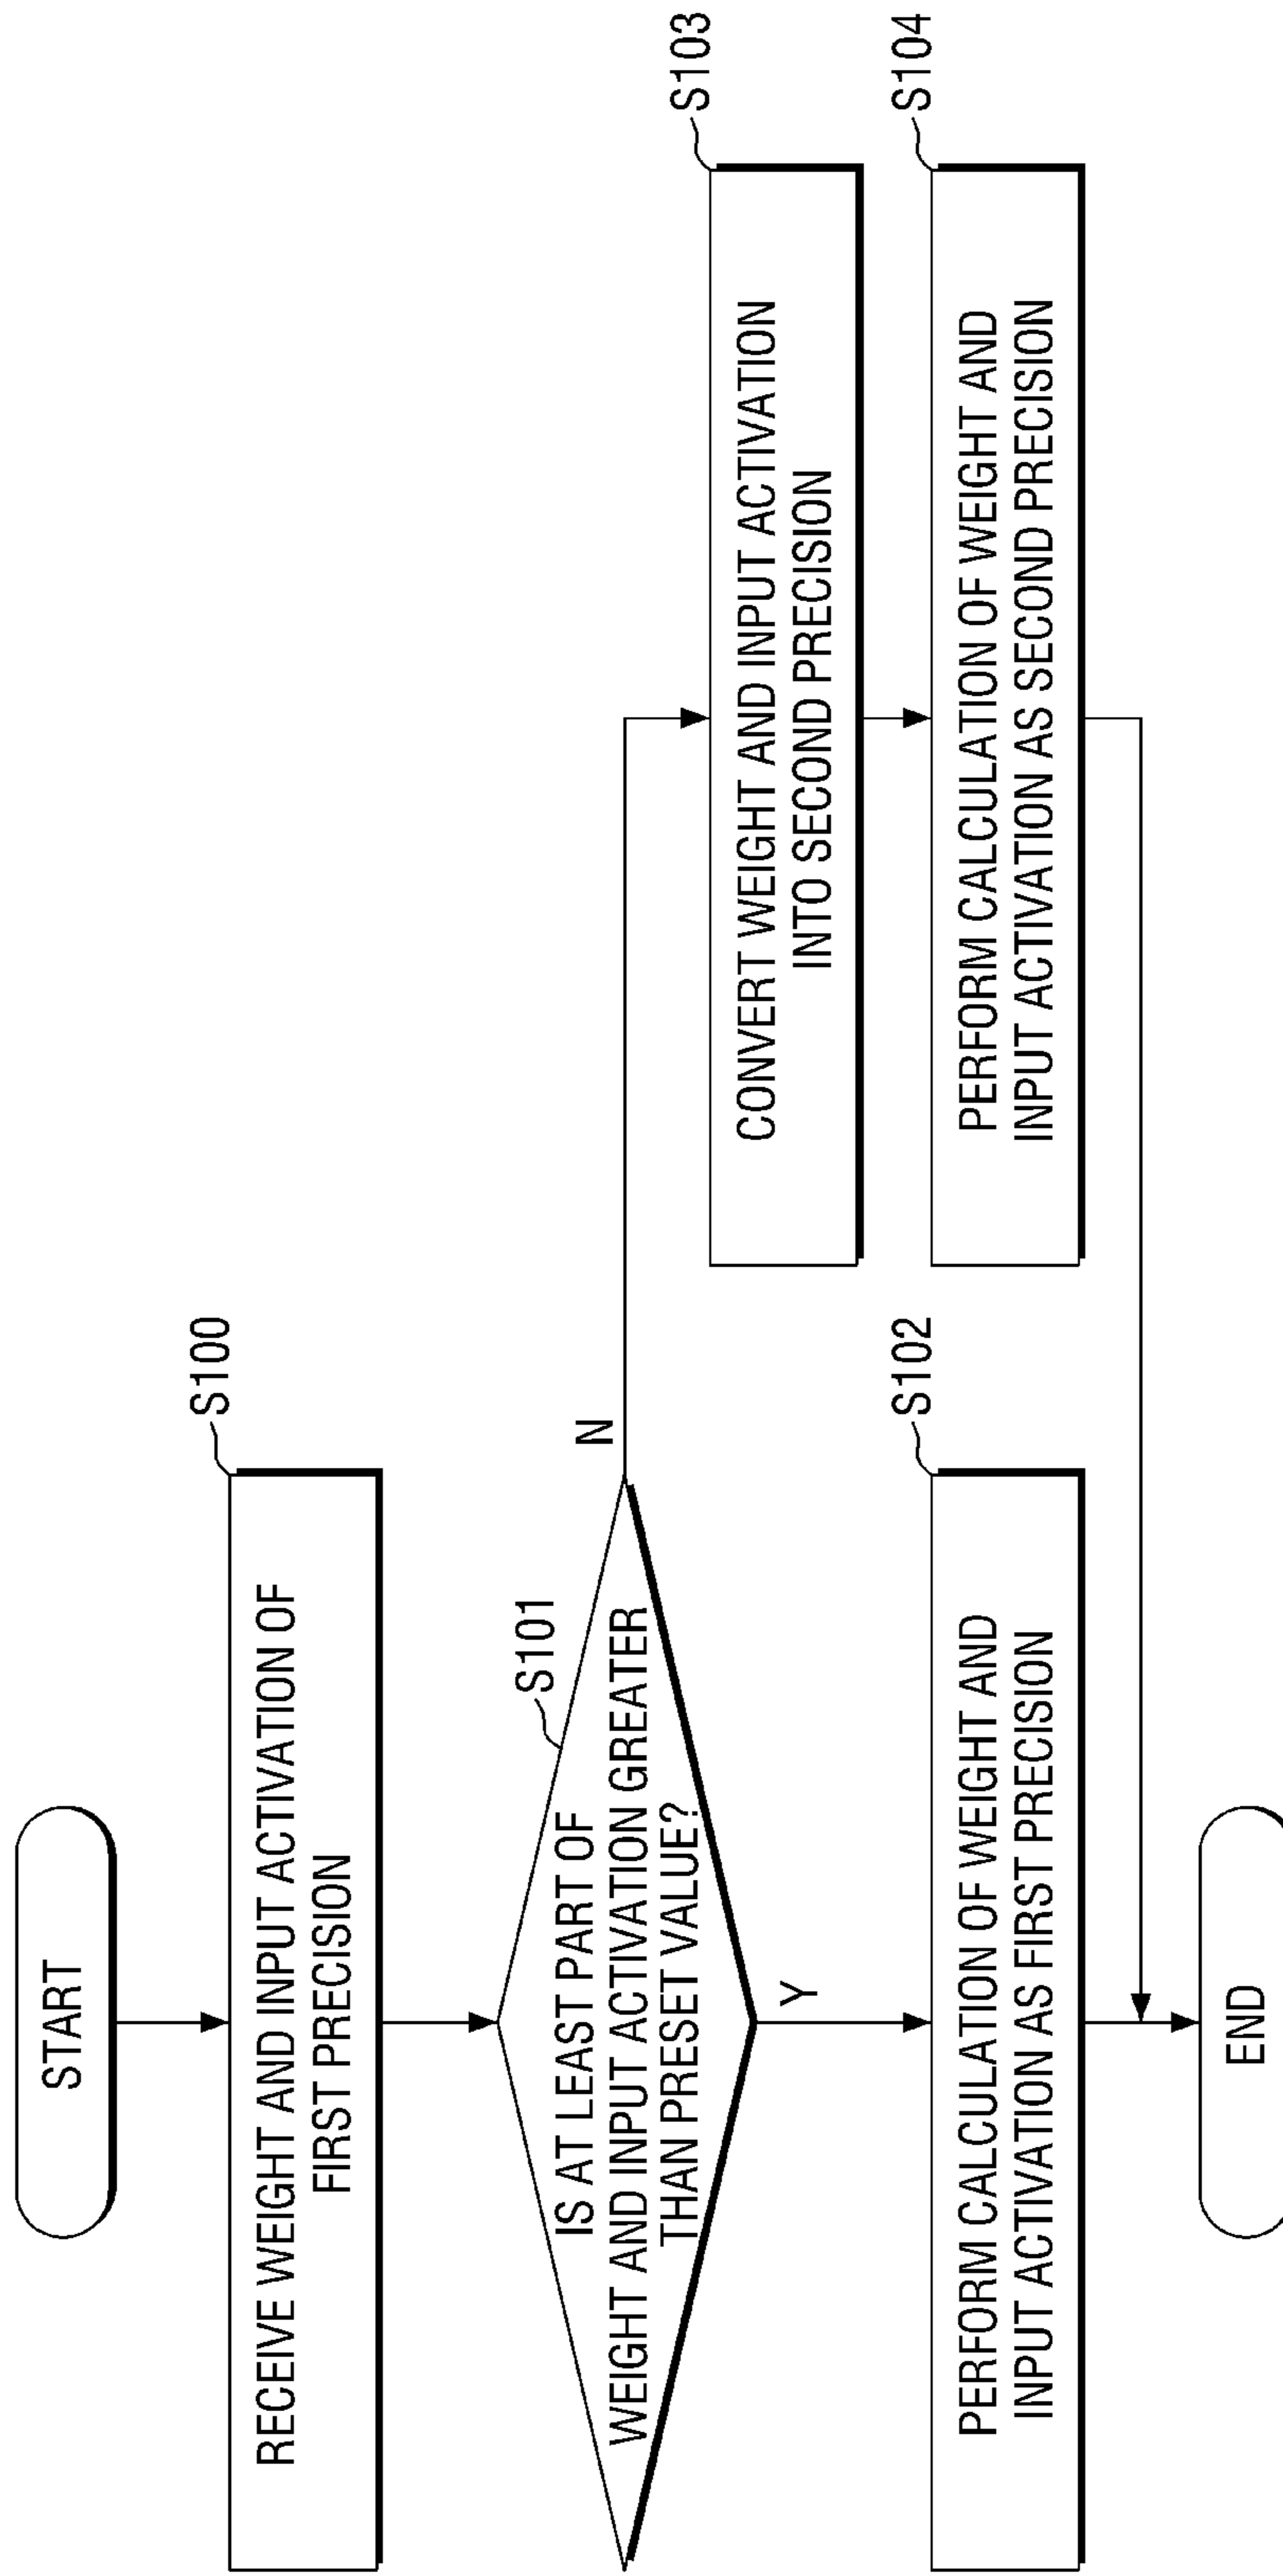 START
S100
RECEIVE WEIGHT AND INPUT ACTIVATION OF
FIRST PRECISION
S101
IS AT LEAST PART OF
WEIGHT AND INPUT ACTIVATION GREATER
THAN PRESET VALUE?
N
Y
S103
CONVERT WEIGHT AND INPUT ACTIVATION
INTO SECOND PRECISION
S102
PERFORM CALCULATION OF WEIGHT AND
INPUT ACTIVATION AS FIRST PRECISION
S104
PERFORM CALCULATION OF WEIGHT AND
INPUT ACTIVATION AS SECOND PRECISION
END